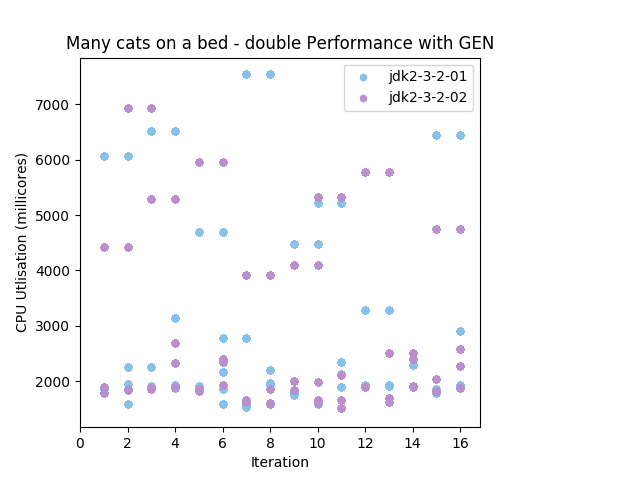 Many cats on a bed - double Performance with GEN
jdk2-3-2-01
jdk2-3-2-02
CPU Utlisation (millicores)
7000
6000
5000
4000
3000
2000
0 2 4 6 8 10 12 14 16
Iteration